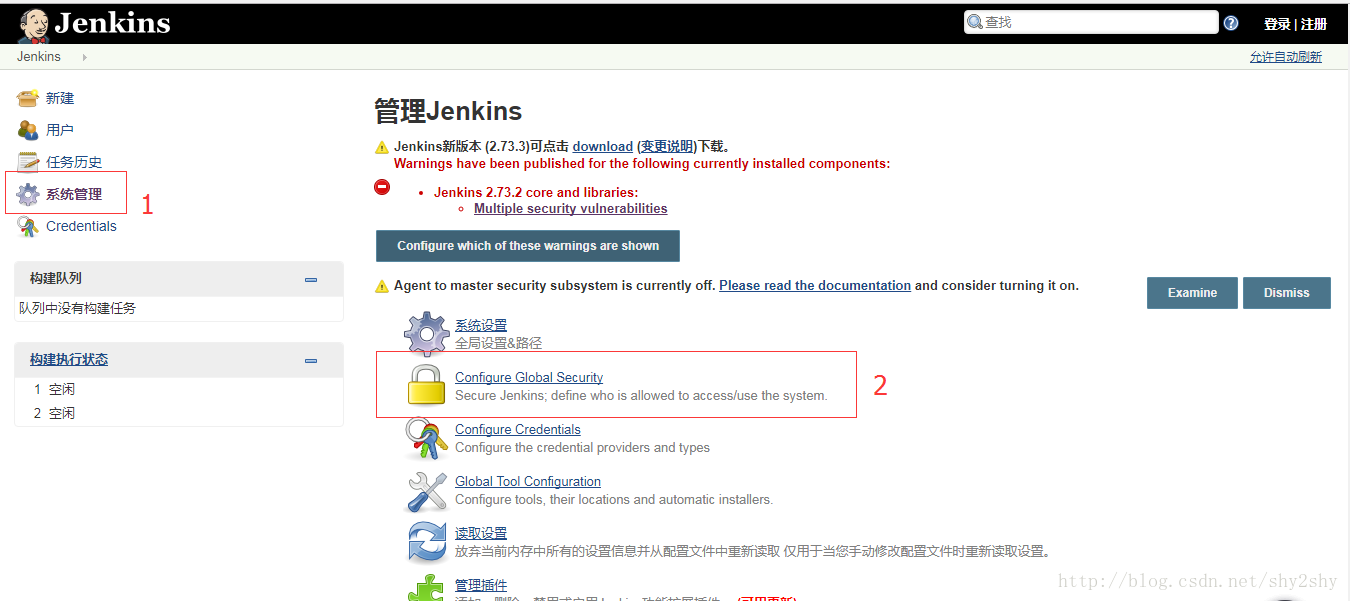 Jenkins
查找
登录 | 注册
Jenkins
允许自动刷新
新建
用户
任务历史
系统管理
1
Credentials
构建队列
队列中没有构建任务
构建执行状态
1 空闲
2 空闲
管理Jenkins
Jenkins新版本 (2.73.3)可点击 download (变更说明)下载。
Warnings have been published for the following currently installed components:
Jenkins 2.73.2 core and libraries:
Multiple security vulnerabilities
Configure which of these warnings are shown
Agent to master security subsystem is currently off. Please read the documentation and consider turning it on.
Examine
Dismiss
系统设置
全局设置&路径
Configure Global Security
Secure Jenkins; define who is allowed to access/use the system.
2
Configure Credentials
Configure the credential providers and types
Global Tool Configuration
Configure tools, their locations and automatic installers.
读取设置
放弃当前内存中所有的设置信息并从配置文件中重新读取 仅用于当您手动修改配置文件时重新读取设置。
管理插件
http://blog.csdn.net/shy2shy